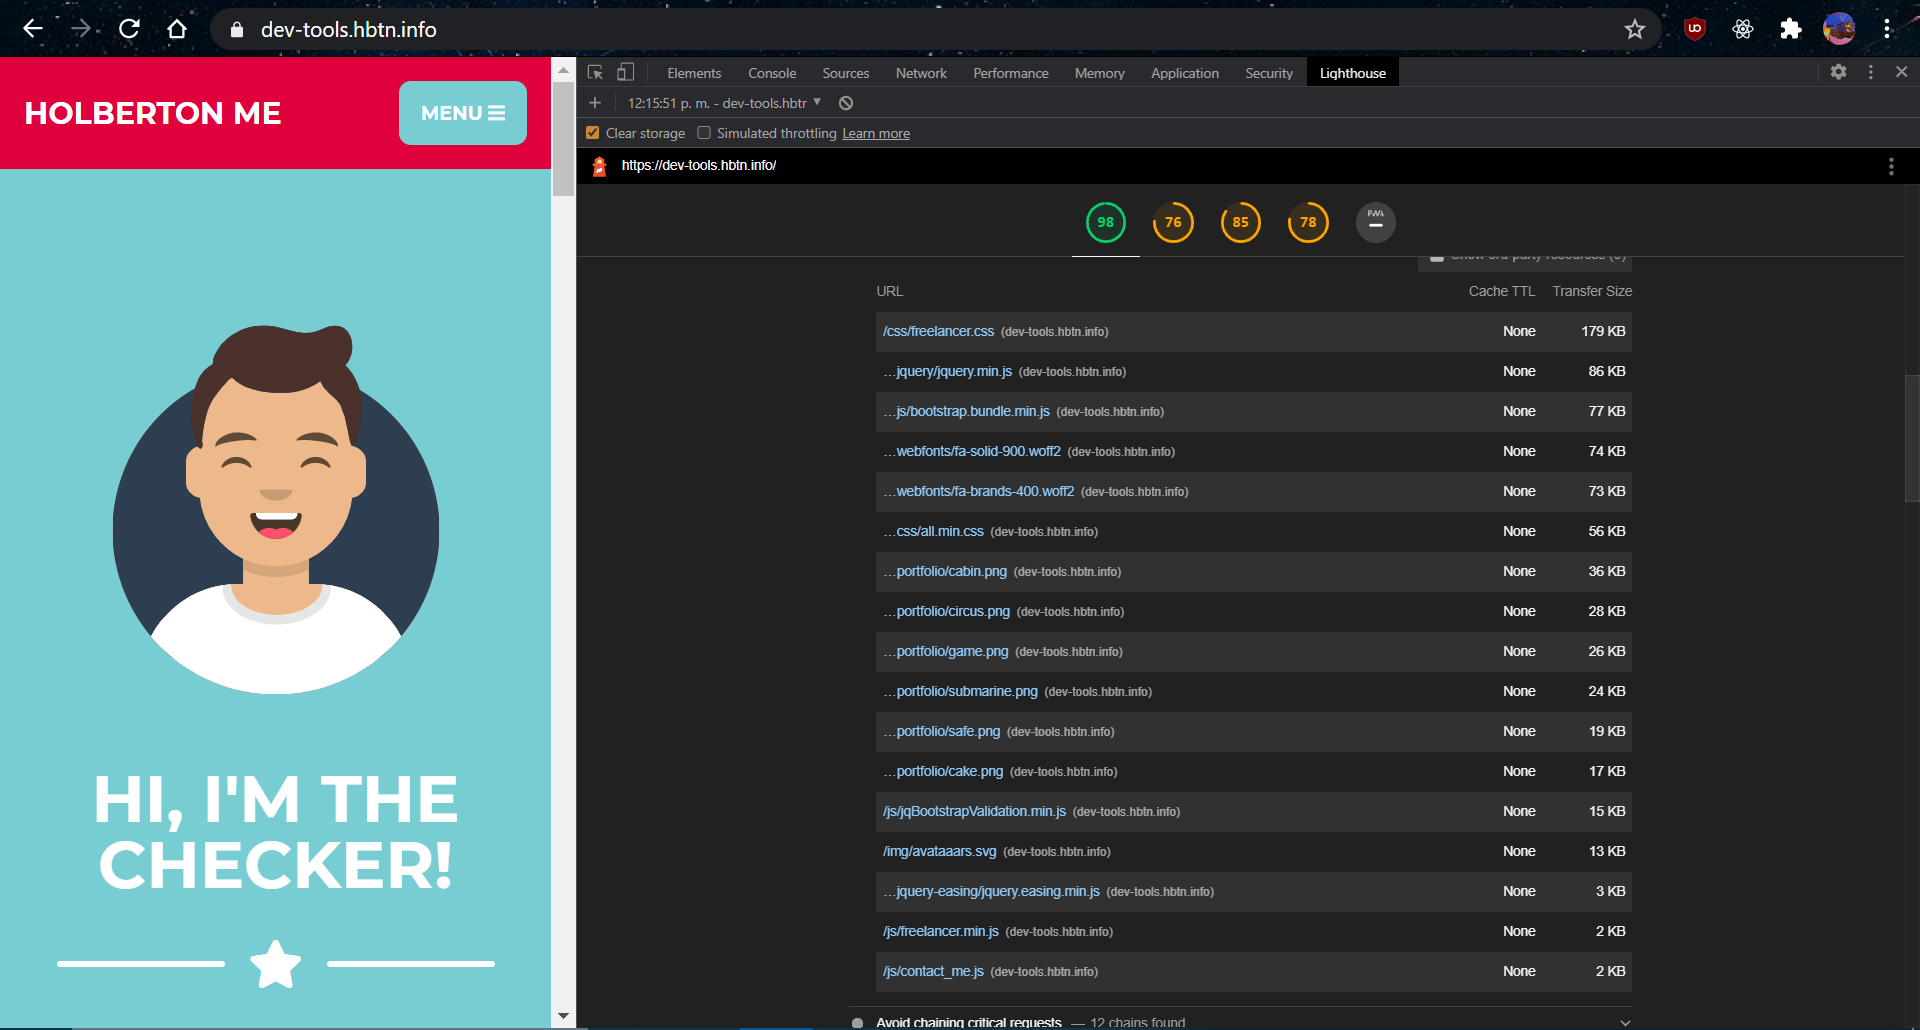 dev-tools.hbtn.info
HOLBERTON ME
MENU
HI, I'M THE
CHECKER!
Elements Console Sources Network Performance Memory Application Security Lighthouse
12:15:51 p. m. - dev-tools.hbtr
Clear storage Simulated throttling Learn more
https://dev-tools.hbtn.info/
98 76 85 78 PWA
Show 3rd-party resources (0)
URL Cache TTL Transfer Size
/css/freelancer.css (dev-tools.hbtn.info) None 179 KB
…jquery/jquery.min.js (dev-tools.hbtn.info) None 86 KB
…js/bootstrap.bundle.min.js (dev-tools.hbtn.info) None 77 KB
…webfonts/fa-solid-900.woff2 (dev-tools.hbtn.info) None 74 KB
…webfonts/fa-brands-400.woff2 (dev-tools.hbtn.info) None 73 KB
…css/all.min.css (dev-tools.hbtn.info) None 56 KB
…portfolio/cabin.png (dev-tools.hbtn.info) None 36 KB
…portfolio/circus.png (dev-tools.hbtn.info) None 28 KB
…portfolio/game.png (dev-tools.hbtn.info) None 26 KB
…portfolio/submarine.png (dev-tools.hbtn.info) None 24 KB
…portfolio/safe.png (dev-tools.hbtn.info) None 19 KB
…portfolio/cake.png (dev-tools.hbtn.info) None 17 KB
/js/jqBootstrapValidation.min.js (dev-tools.hbtn.info) None 15 KB
/img/avataaars.svg (dev-tools.hbtn.info) None 13 KB
…jquery-easing/jquery.easing.min.js (dev-tools.hbtn.info) None 3 KB
/js/freelancer.min.js (dev-tools.hbtn.info) None 2 KB
/js/contact_me.js (dev-tools.hbtn.info) None 2 KB
Avoid chaining critical requests — 12 chains found